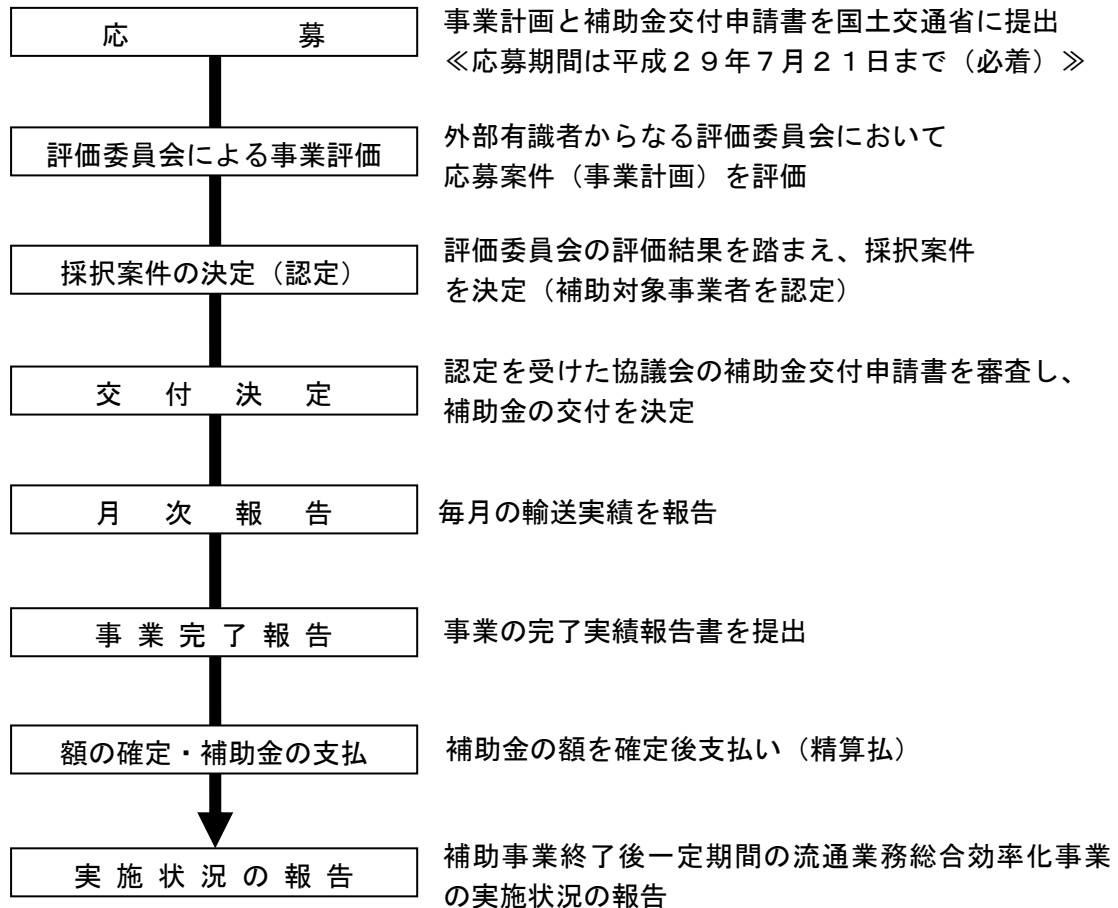 応募
事業計画と補助金交付申請書を国土交通省に提出
≪応募期間は平成２９年７月２１日まで（必着）≫
評価委員会による事業評価
外部有識者からなる評価委員会において
応募案件（事業計画）を評価
採択案件の決定（認定）
評価委員会の評価結果を踏まえ、採択案件
を決定（補助対象事業者を認定）
交付決定
認定を受けた協議会の補助金交付申請書を審査し、
補助金の交付を決定
月次報告
毎月の輸送実績を報告
事業完了報告
事業の完了実績報告書を提出
額の確定・補助金の支払
補助金の額を確定後支払い（精算払）
実施状況の報告
補助事業終了後一定期間の流通業務総合効率化事業
の実施状況の報告